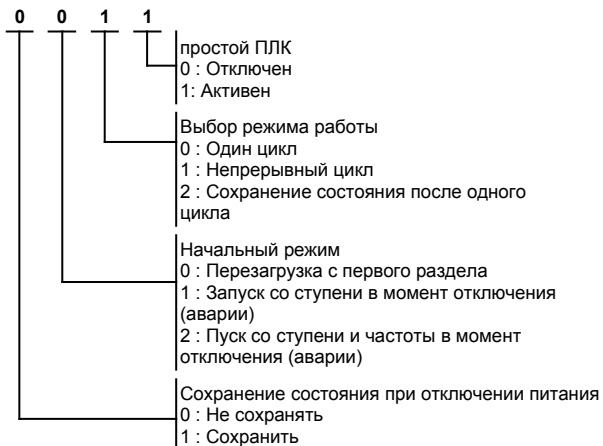 0 0 1 1
простой ПЛК
0 : Отключен
1: Активен
Выбор режима работы
0 : Один цикл
1 : Непрерывный цикл
2 : Сохранение состояния после одного
цикла
Начальный режим
0 : Перезагрузка с первого раздела
1 : Запуск со ступени в момент отключения
(аварии)
2 : Пуск со ступени и частоты в момент
отключения (аварии)
Сохранение состояния при отключении питания
0 : Не сохранять
1 : Сохранить